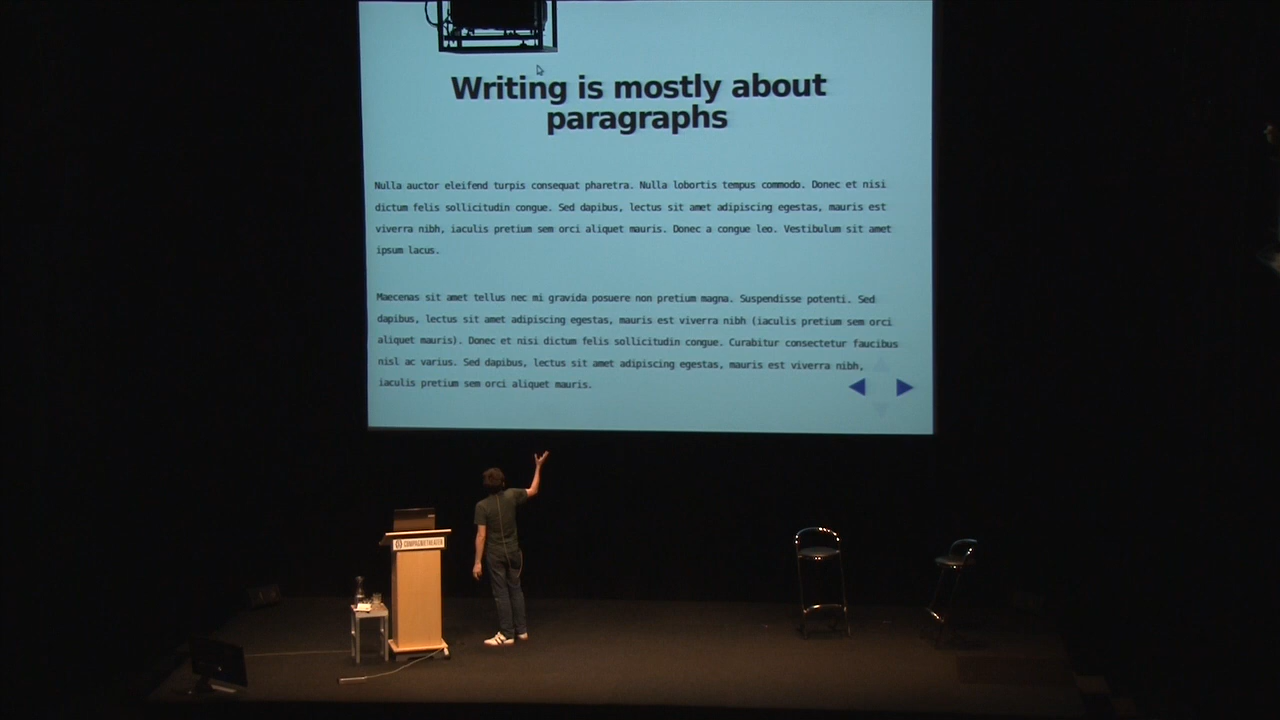 Writing is mostly about
paragraphs
Nulla auctor eleifend turpis consequat pharetra. Nulla lobortis tempus commodo. Donec et nisi
dictum felis sollicitudin congue. Sed dapibus, lectus sit amet adipiscing egestas, mauris est
viverra nibh, iaculis pretium sem orci aliquet mauris. Donec a congue leo. Vestibulum sit amet
ipsum lacus.
Maecenas sit amet tellus nec mi gravida posuere non pretium magna. Suspendisse potenti. Sed
dapibus, lectus sit amet adipiscing egestas, mauris est viverra nibh (iaculis pretium sem orci
aliquet mauris). Donec et nisi dictum felis sollicitudin congue. Curabitur consectetur faucibus
nisl ac varius. Sed dapibus, lectus sit amet adipiscing egestas, mauris est viverra nibh,
iaculis pretium sem orci aliquet mauris.
COMPAGNIETHEATER